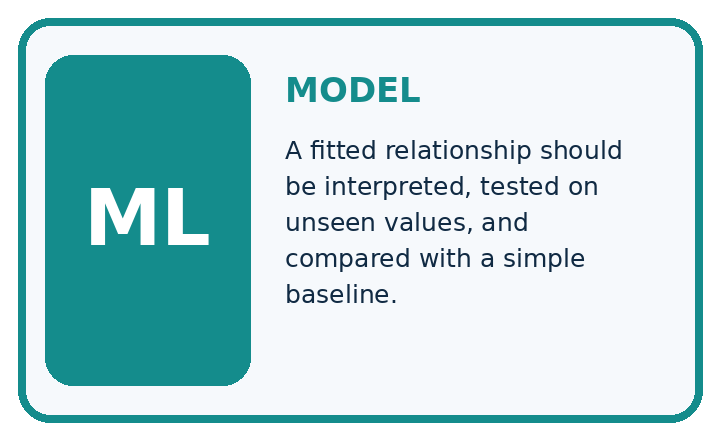 ML
MODEL
A fitted relationship should
be interpreted, tested on
unseen values, and
compared with a simple
baseline.